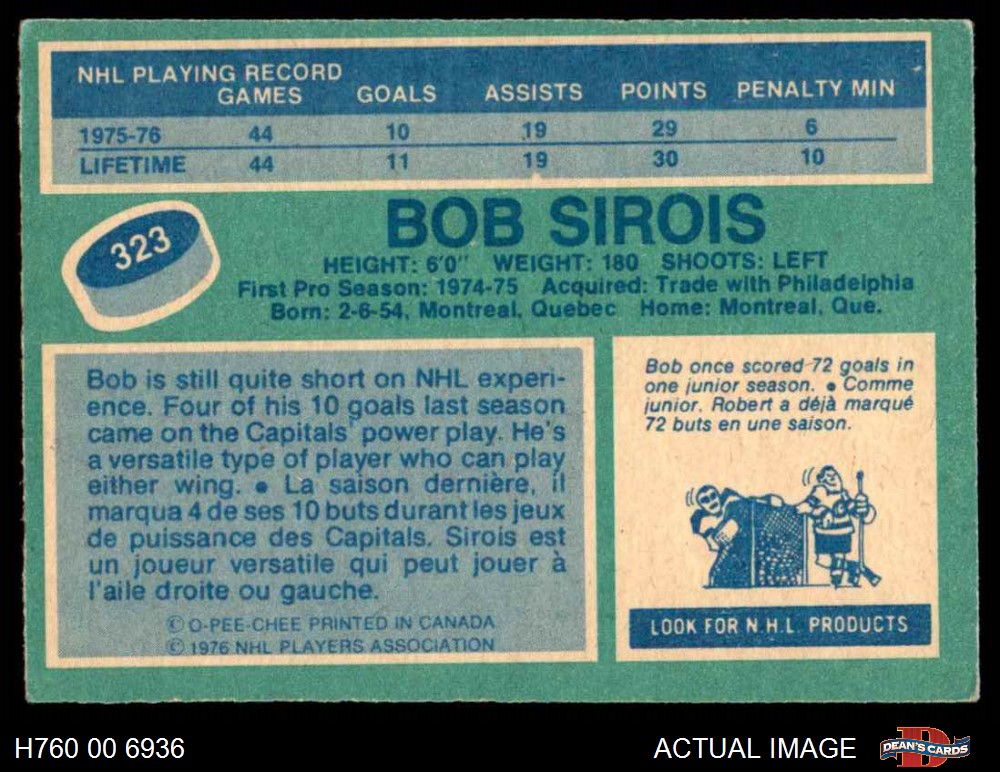 NHL PLAYING RECORD
GAMES GOALS ASSISTS POINTS PENALTY MIN
1975-76 44 10 19 29 6
LIFETIME 44 11 19 30 10
323
BOB SIROIS
HEIGHT: 6'0" WEIGHT: 180 SHOOTS: LEFT
First Pro Season: 1974-75 Acquired: Trade with Philadelphia
Born: 2-6-54, Montreal, Quebec Home: Montreal, Que.
Bob is still quite short on NHL experi-
ence. Four of his 10 goals last season
came on the Capitals' power play. He's
a versatile type of player who can play
either wing. • La saison dernière, il
marqua 4 de ses 10 buts durant les jeux
de puissance des Capitals. Sirois est
un joueur versatile qui peut jouer à
l'aile droite ou gauche.
© O-PEE-CHEE PRINTED IN CANADA
© 1976 NHL PLAYERS ASSOCIATION
Bob once scored 72 goals in
one junior season. • Comme
junior, Robert a déjà marqué
72 buts en une saison.
LOOK FOR N.H.L. PRODUCTS
H760 00 6936
ACTUAL IMAGE
DEAN'S CARDS